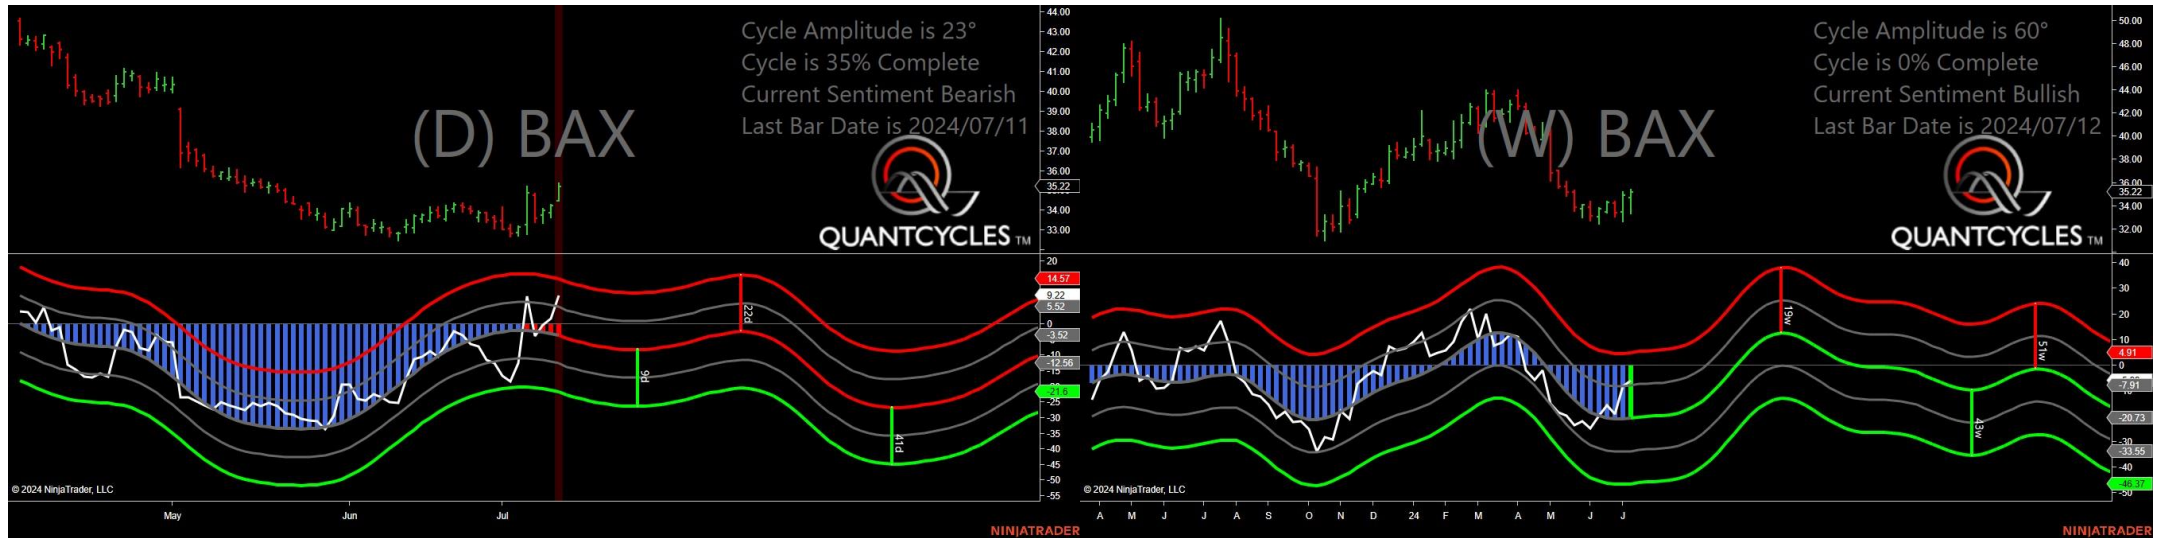 Cycle Amplitude is 23°
Cycle is 35% Complete
Current Sentiment Bearish
Last Bar Date is 2024/07/11
(D) BAX
QUANTCYCLES TM
44.00
43.00
42.00
41.00
40.00
39.00
38.00
37.00
36.00
35.22
34.00
33.00
20
14.57
9.22
5.52
0
-3.52
-12.56
-15
-21.6
-25
-30
-35
-40
-45
-50
-55
22d
9d
41d
© 2024 NinjaTrader, LLC
May
Jun
Jul
NINJATRADER
Cycle Amplitude is 60°
Cycle is 0% Complete
Current Sentiment Bullish
Last Bar Date is 2024/07/12
(W) BAX
QUANTCYCLES TM
50.00
48.00
46.00
44.00
42.00
40.00
38.00
36.00
35.22
34.00
32.00
40
30
20
10
4.91
0
-7.91
-20.73
-30
-33.55
-40
-46.37
-50
19w
51w
43w
© 2024 NinjaTrader, LLC
A M J J A S O N D 24 F M A M J J
NINJATRADER